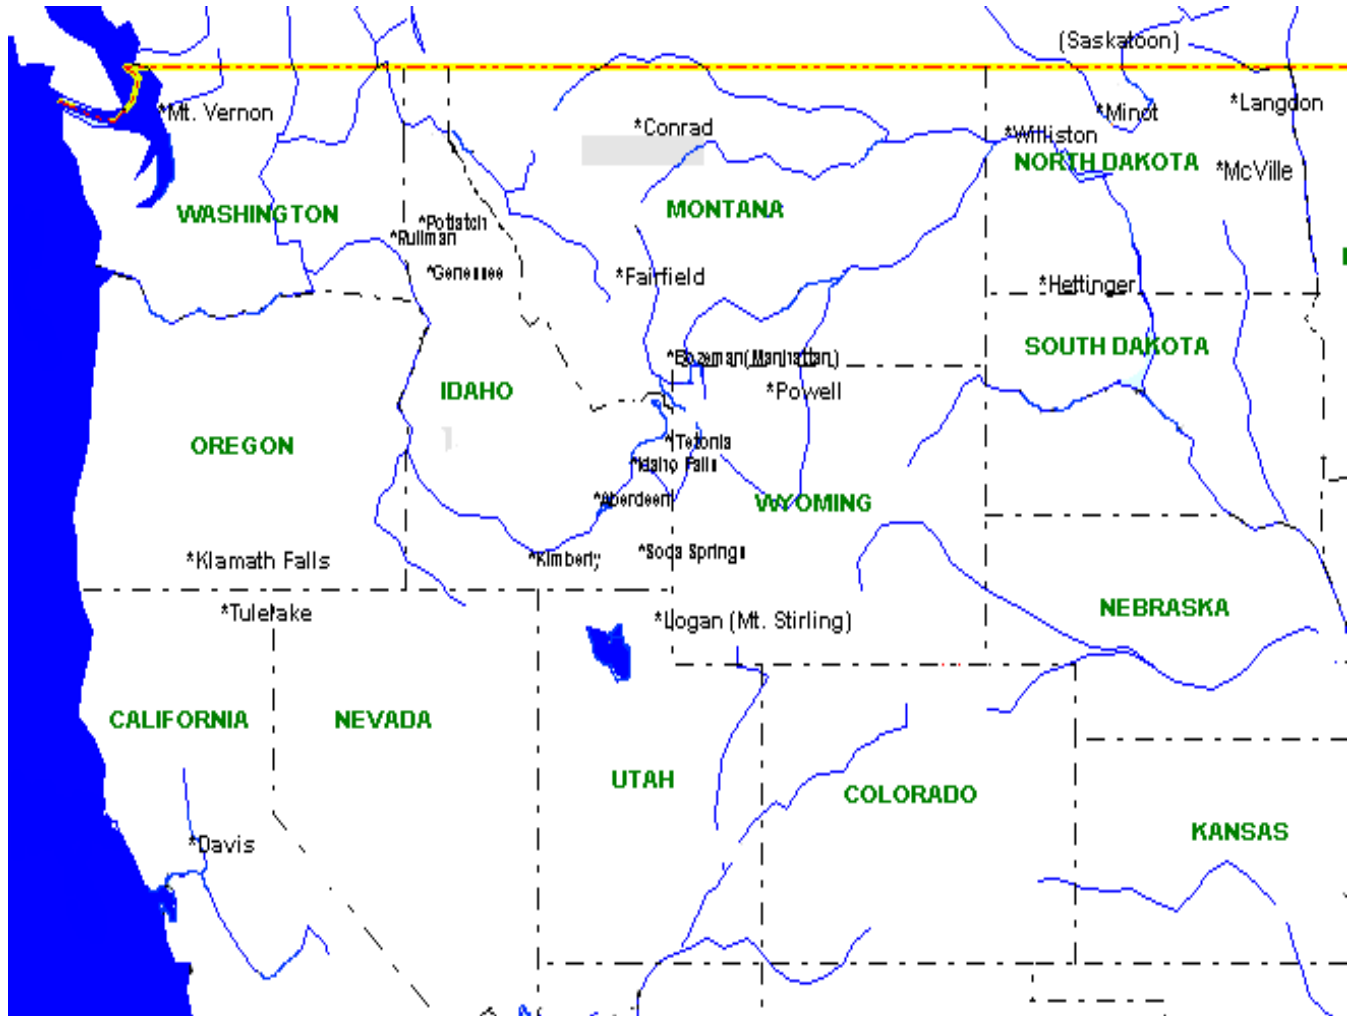 (Saskatoon)
*Mt. Vernon
*Langdon
*Minot
*Conrad
*Williston
NORTH DAKOTA
*McVille
WASHINGTON
MONTANA
*Potlatch
*Pullman
*Genessee
*Fairfield
*Hettinger
*Bozeman(Manhattan)
SOUTH DAKOTA
IDAHO
*Powell
OREGON
*Tetonia
*Idaho Falls
*Aberdeen
WYOMING
*Klamath Falls
*Kimberly
*Soda Springs
*Tulelake
*Logan (Mt. Stirling)
NEBRASKA
CALIFORNIA
NEVADA
UTAH
COLORADO
KANSAS
*Davis